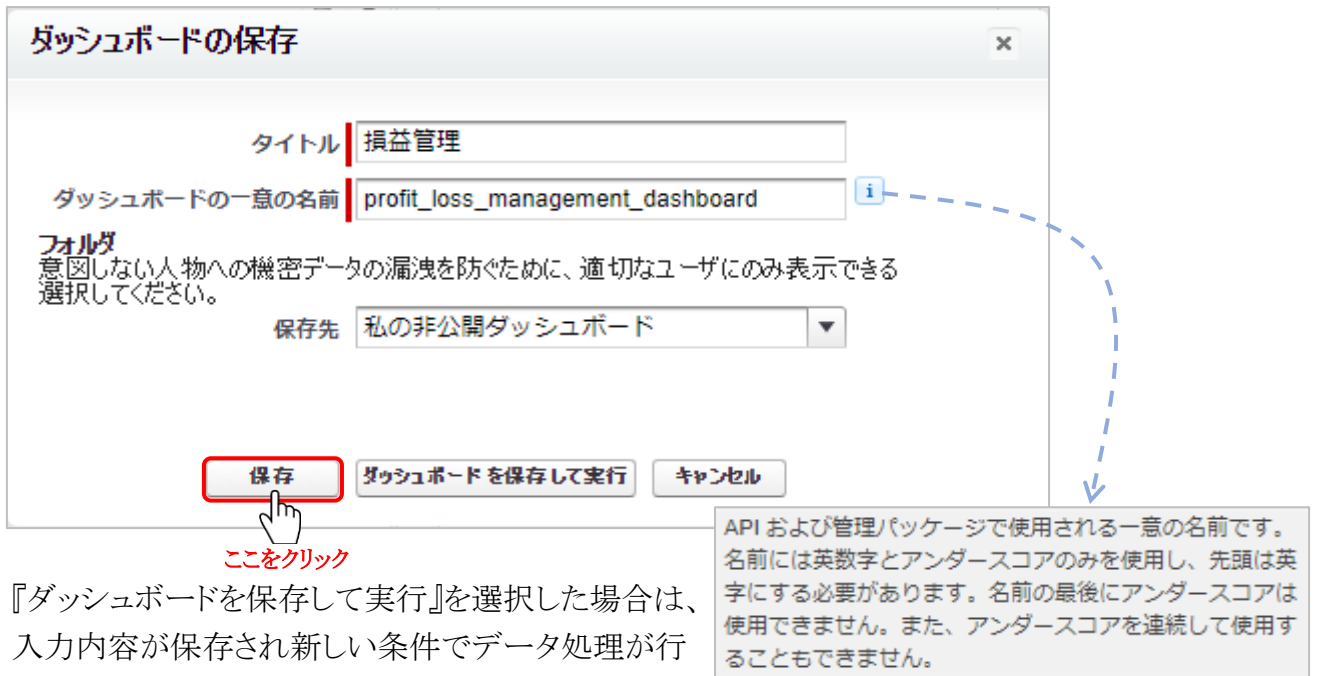 ダッシュボードの保存
タイトル 損益管理
ダッシュボードの一意の名前 profit_loss_management_dashboard
フォルダ
意図しない人物への機密データの漏洩を防ぐために、適切なユーザにのみ表示できる
選択してください。
保存先 私の非公開ダッシュボード
保存 ダッシュボード を保存して実行 キャンセル
ここをクリック
『ダッシュボードを保存して実行』を選択した場合は、
入力内容が保存され新しい条件でデータ処理が行
API および管理パッケージで使用される一意の名前です。
名前には英数字とアンダースコアのみを使用し、先頭は英
字にする必要があります。名前の最後にアンダースコアは
使用できません。また、アンダースコアを連続して使用す
ることもできません。